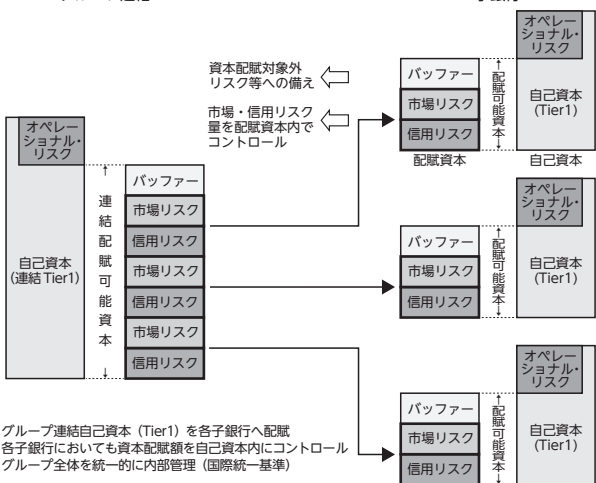 オペレー
ショナル・
リスク
自己資本
(連結 Tier1)
連結配賦可能資本
バッファー
市場リスク
信用リスク
市場リスク
信用リスク
市場リスク
信用リスク
資本配賦対象外
リスク等への備え
市場・信用リスク
量を配賦資本内で
コントロール
バッファー
市場リスク
信用リスク
配賦資本
配賦可能資本
オペレー
ショナル・
リスク
自己資本
(Tier1)
自己資本
バッファー
市場リスク
信用リスク
配賦可能資本
オペレー
ショナル・
リスク
自己資本
(Tier1)
バッファー
市場リスク
信用リスク
配賦可能資本
オペレー
ショナル・
リスク
自己資本
(Tier1)
グループ連結自己資本（Tier1）を各子銀行へ配賦
各子銀行においても資本配賦額を自己資本内にコントロール
グループ全体を統一的に内部管理（国際統一基準）